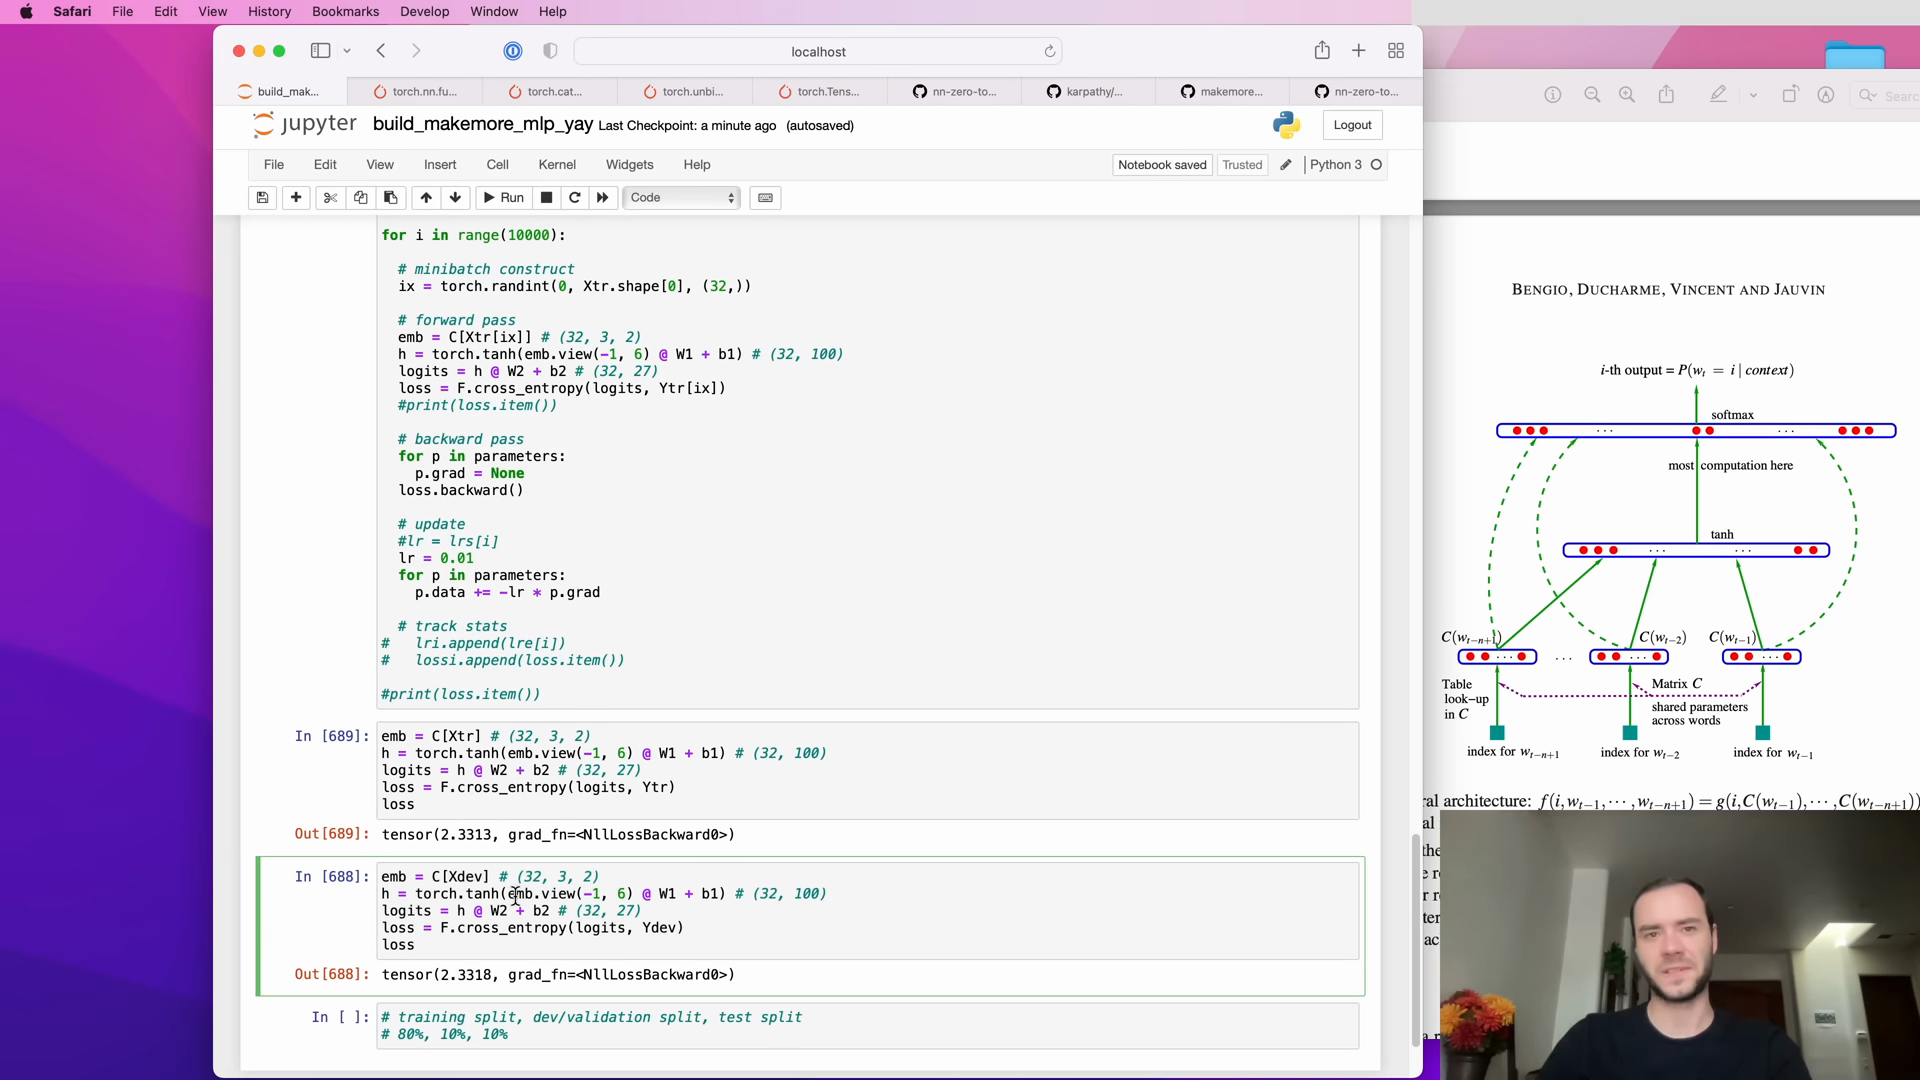 Safari File Edit View History Bookmarks Develop Window Help
localhost
build_mak... torch.nn.fu... torch.cat... torch.unbi... torch.Tens... nn-zero-to... karpathy/... makemore... nn-zero-to...
jupyter build_makemore_mlp_yay Last Checkpoint: a minute ago (autosaved) Logout
File Edit View Insert Cell Kernel Widgets Help Notebook saved Trusted Python 3
Run Code
for i in range(10000):
# minibatch construct
ix = torch.randint(0, Xtr.shape[0], (32,))
# forward pass
emb = C[Xtr[ix]] # (32, 3, 2)
h = torch.tanh(emb.view(-1, 6) @ W1 + b1) # (32, 100)
logits = h @ W2 + b2 # (32, 27)
loss = F.cross_entropy(logits, Ytr[ix])
#print(loss.item())
# backward pass
for p in parameters:
p.grad = None
loss.backward()
# update
#lr = lrs[i]
lr = 0.01
for p in parameters:
p.data += -lr * p.grad
# track stats
# lri.append(lre[i])
# lossi.append(loss.item())
#print(loss.item())
In [689]: emb = C[Xtr] # (32, 3, 2)
h = torch.tanh(emb.view(-1, 6) @ W1 + b1) # (32, 100)
logits = h @ W2 + b2 # (32, 27)
loss = F.cross_entropy(logits, Ytr)
loss
Out[689]: tensor(2.3313, grad_fn=<NllLossBackward0>)
In [688]: emb = C[Xdev] # (32, 3, 2)
h = torch.tanh(emb.view(-1, 6) @ W1 + b1) # (32, 100)
logits = h @ W2 + b2 # (32, 27)
loss = F.cross_entropy(logits, Ydev)
loss
Out[688]: tensor(2.3318, grad_fn=<NllLossBackward0>)
In [ ]: # training split, dev/validation split, test split
# 80%, 10%, 10%
Searc
BENGIO, DUCHARME, VINCENT AND JAUVIN
i-th output = P(w_t = i | context)
softmax
. . .
. . .
most computation here
tanh
. . .
. . .
C(w_{t-n+1}) C(w_{t-2}) C(w_{t-1})
. . .
Table
look-up
in C
Matrix C
shared parameters
across words
index for w_{t-n+1} index for w_{t-2} index for w_{t-1}
ral architecture: f(i, w_{t-1}, ···, w_{t-n+1}) = g(i, C(w_{t-1}), ···, C(w_{t-n+1}))
al
the